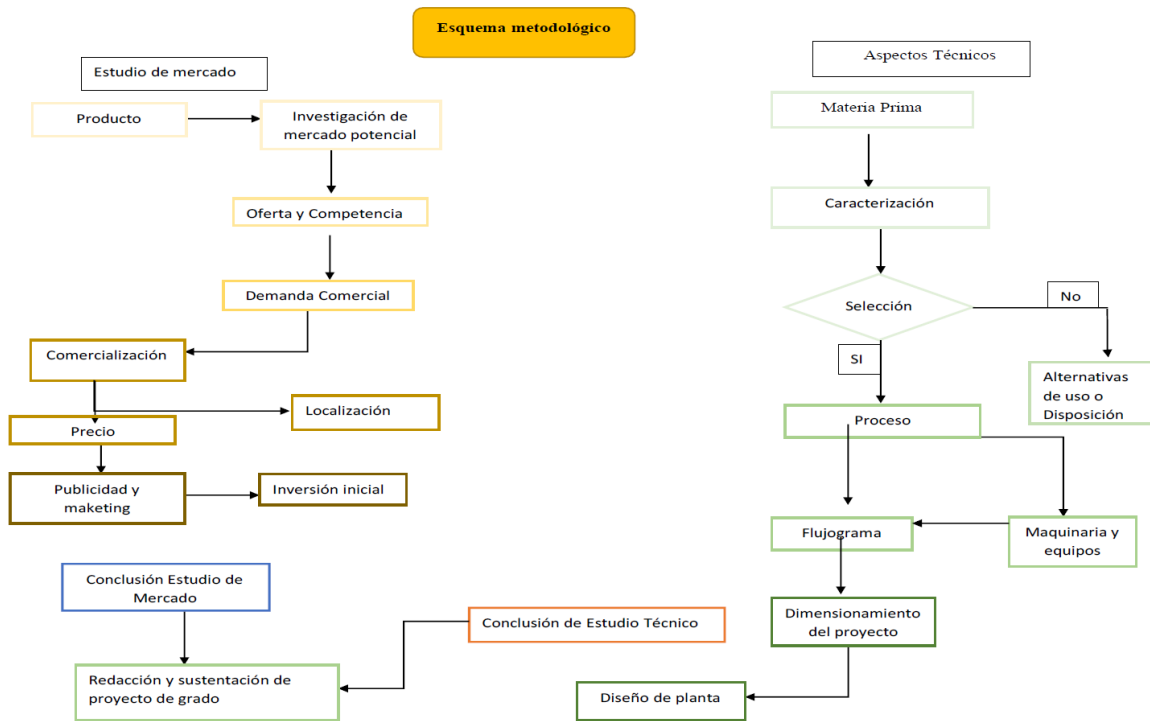 Esquema metodológico
Estudio de mercado
Producto
Investigación de
mercado potencial
Oferta y Competencia
Demanda Comercial
Comercialización
Localización
Precio
Publicidad y
maketing
Inversión inicial
Conclusión Estudio de
Mercado
Conclusión de Estudio Técnico
Redacción y sustentación de
proyecto de grado
Aspectos Técnicos
Materia Prima
Caracterización
Selección
No
SI
Alternativas
de uso o
Disposición
Proceso
Flujograma
Maquinaria y
equipos
Dimensionamiento
del proyecto
Diseño de planta